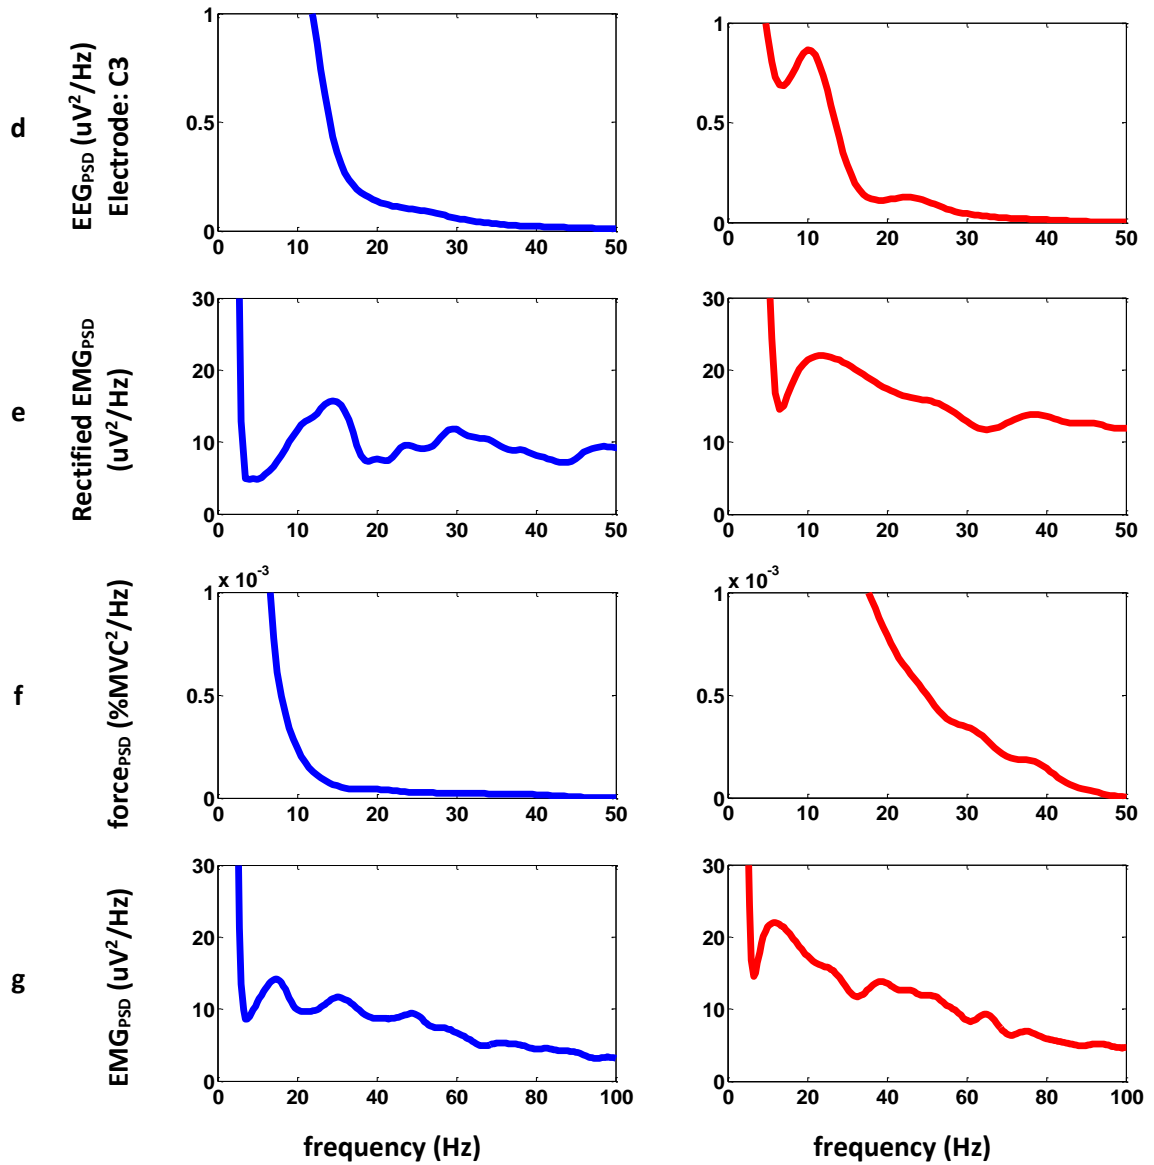 d
EEGPSD (uV²/Hz)
Electrode: C3
1
0.5
0
0 10 20 30 40 50
1
0.5
0
0 10 20 30 40 50
e
Rectified EMGPSD
(uV²/Hz)
30
20
10
0
0 10 20 30 40 50
30
20
10
0
0 10 20 30 40 50
f
forcePSD (%MVC²/Hz)
x 10⁻³
1
0.5
0
0 10 20 30 40 50
x 10⁻³
1
0.5
0
0 10 20 30 40 50
g
EMGPSD (uV²/Hz)
30
20
10
0
0 20 40 60 80 100
30
20
10
0
0 20 40 60 80 100
frequency (Hz)
frequency (Hz)